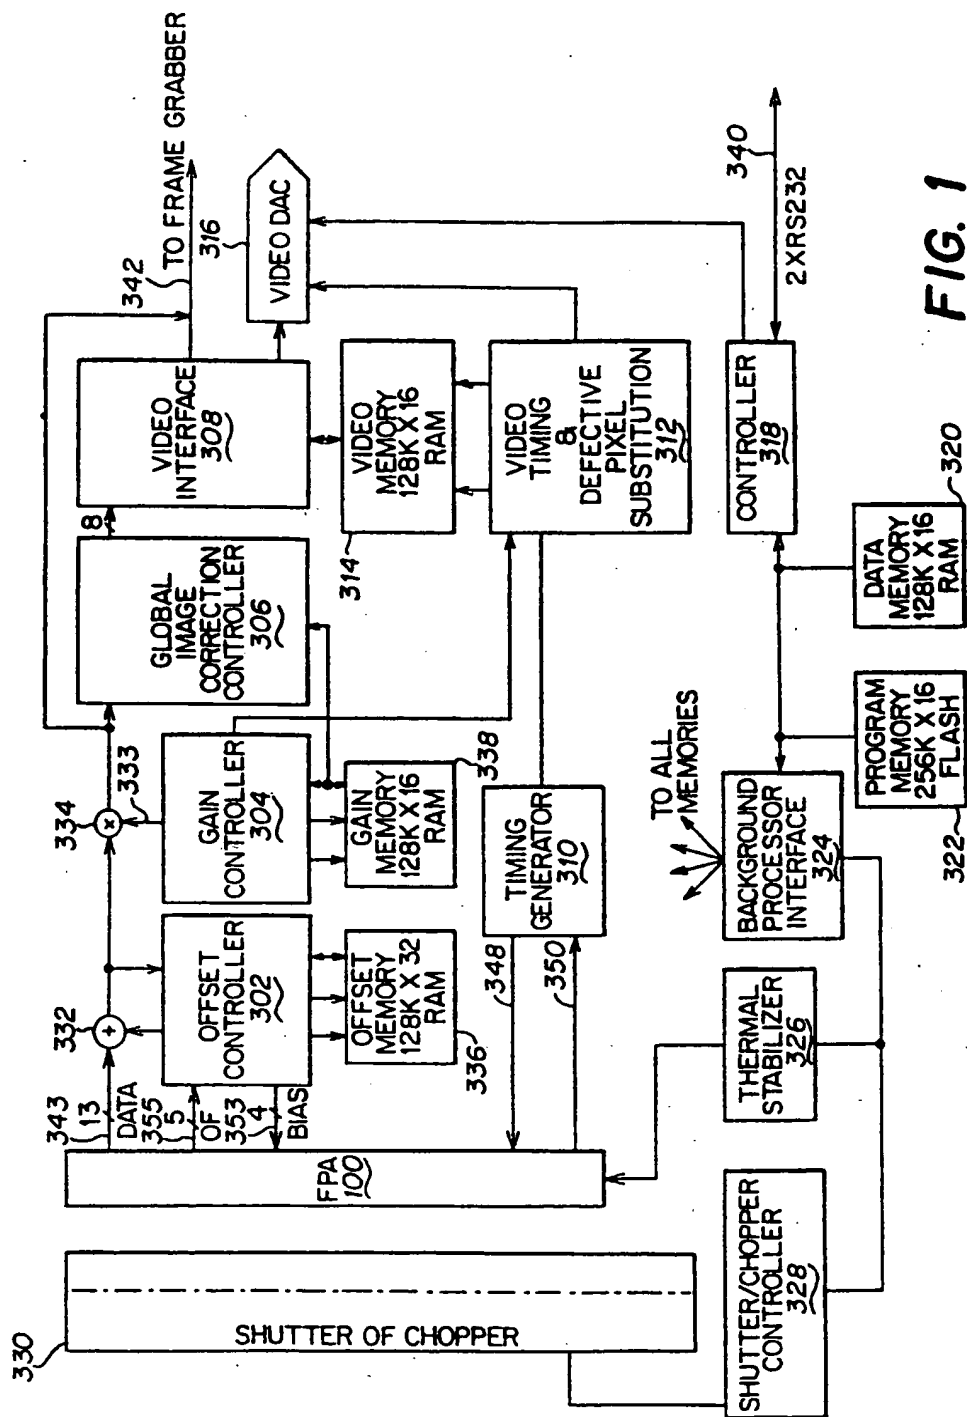 330
SHUTTER OF CHOPPER
FPA
100
343
13
DATA
355
5
OF
353
4
BIAS
332
+
OFFSET
CONTROLLER
302
OFFSET
MEMORY
128K X 32
RAM
336
334
X
333
GAIN
CONTROLLER
304
GAIN
MEMORY
128K X 16
RAM
338
GLOBAL
IMAGE
CORRECTION
CONTROLLER
306
8
VIDEO
INTERFACE
308
342
TO FRAME GRABBER
316
VIDEO DAC
VIDEO
MEMORY
128K X 16
RAM
314
VIDEO
TIMING
&
DEFECTIVE
PIXEL
SUBSTITUTION
312
TIMING
GENERATOR
310
348
350
SHUTTER/CHOPPER
CONTROLLER
328
THERMAL
STABILIZER
326
BACKGROUND
PROCESSOR
INTERFACE
324
TO ALL
MEMORIES
PROGRAM
MEMORY
256K X 16
FLASH
322
DATA
MEMORY
128K X 16
RAM
320
CONTROLLER
318
340
2XRS232
FIG. 1